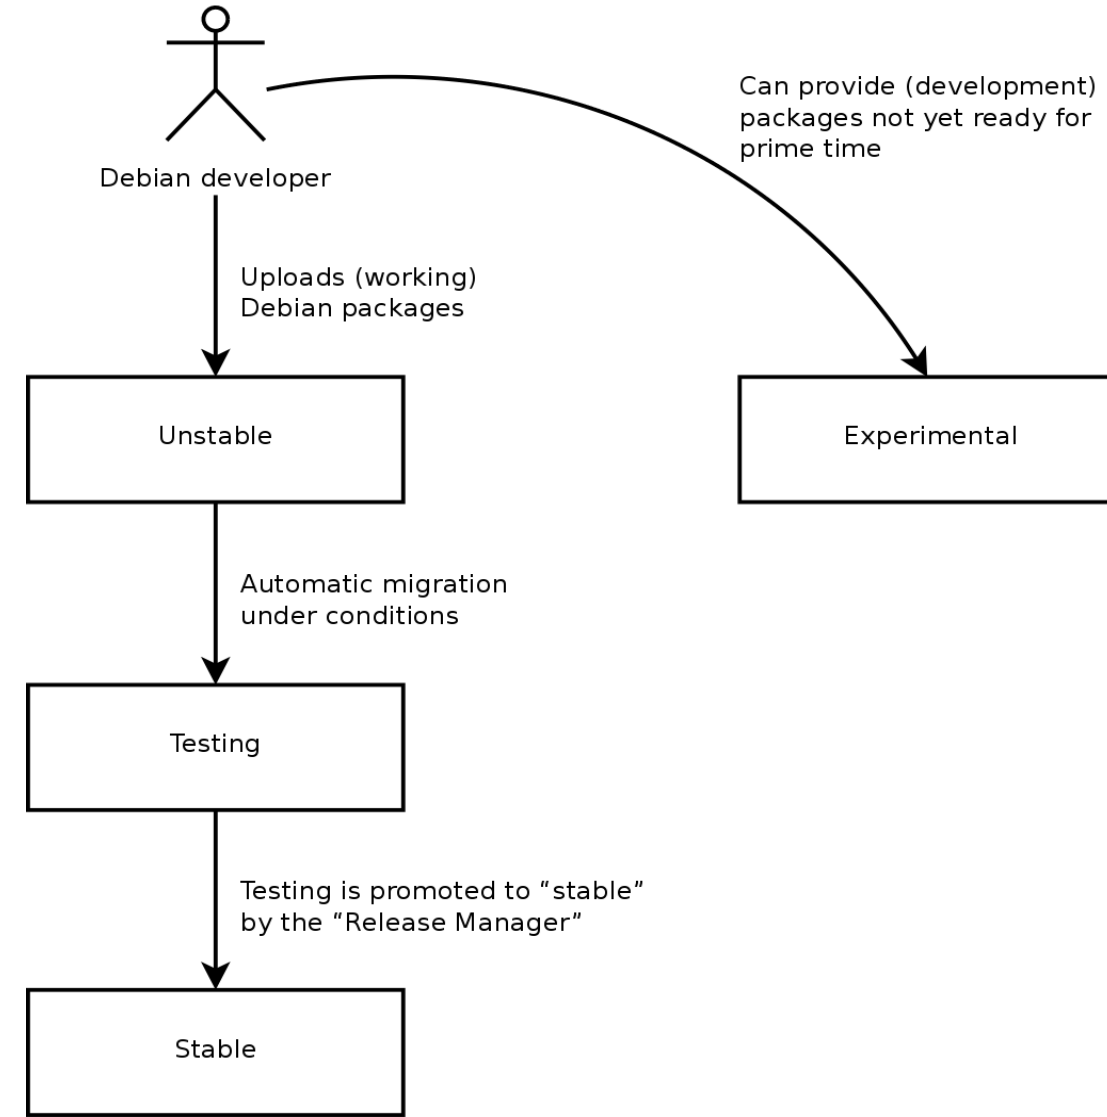 Can provide (development)
packages not yet ready for
prime time
Debian developer
Uploads (working)
Debian packages
Unstable
Experimental
Automatic migration
under conditions
Testing
Testing is promoted to “stable”
by the “Release Manager”
Stable